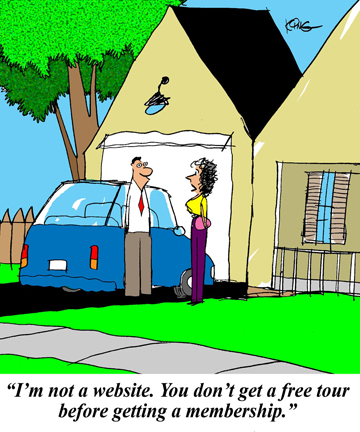 “I’m not a website. You don’t get a free tour
before getting a membership.”